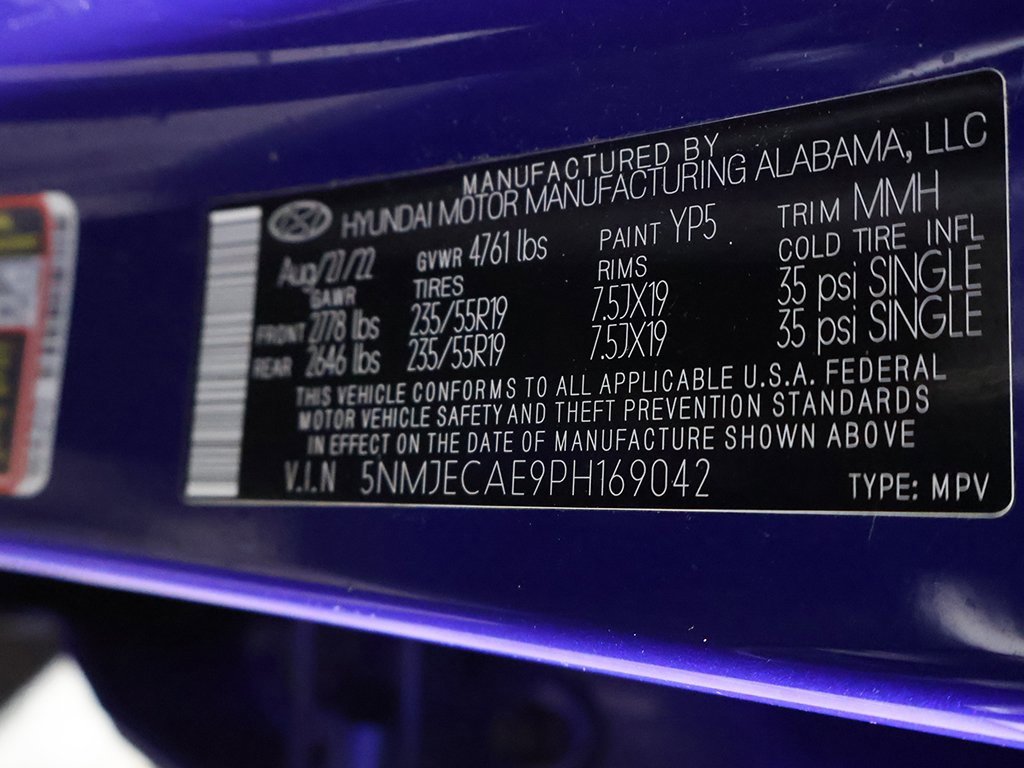 MANUFACTURED BY
HYUNDAI MOTOR MANUFACTURING ALABAMA, LLC
GVWR 4761 lbs PAINT YP5 TRIM MMH
GAWR TIRES RIMS COLD TIRE INFL
FRONT 2778 lbs 235/55R19 7.5JX19 35 psi SINGLE
REAR 2646 lbs 235/55R19 7.5JX19 35 psi SINGLE
THIS VEHICLE CONFORMS TO ALL APPLICABLE U.S.A. FEDERAL
MOTOR VEHICLE SAFETY AND THEFT PREVENTION STANDARDS
IN EFFECT ON THE DATE OF MANUFACTURE SHOWN ABOVE
V.I.N 5NMJECAE9PH169042 TYPE: MPV